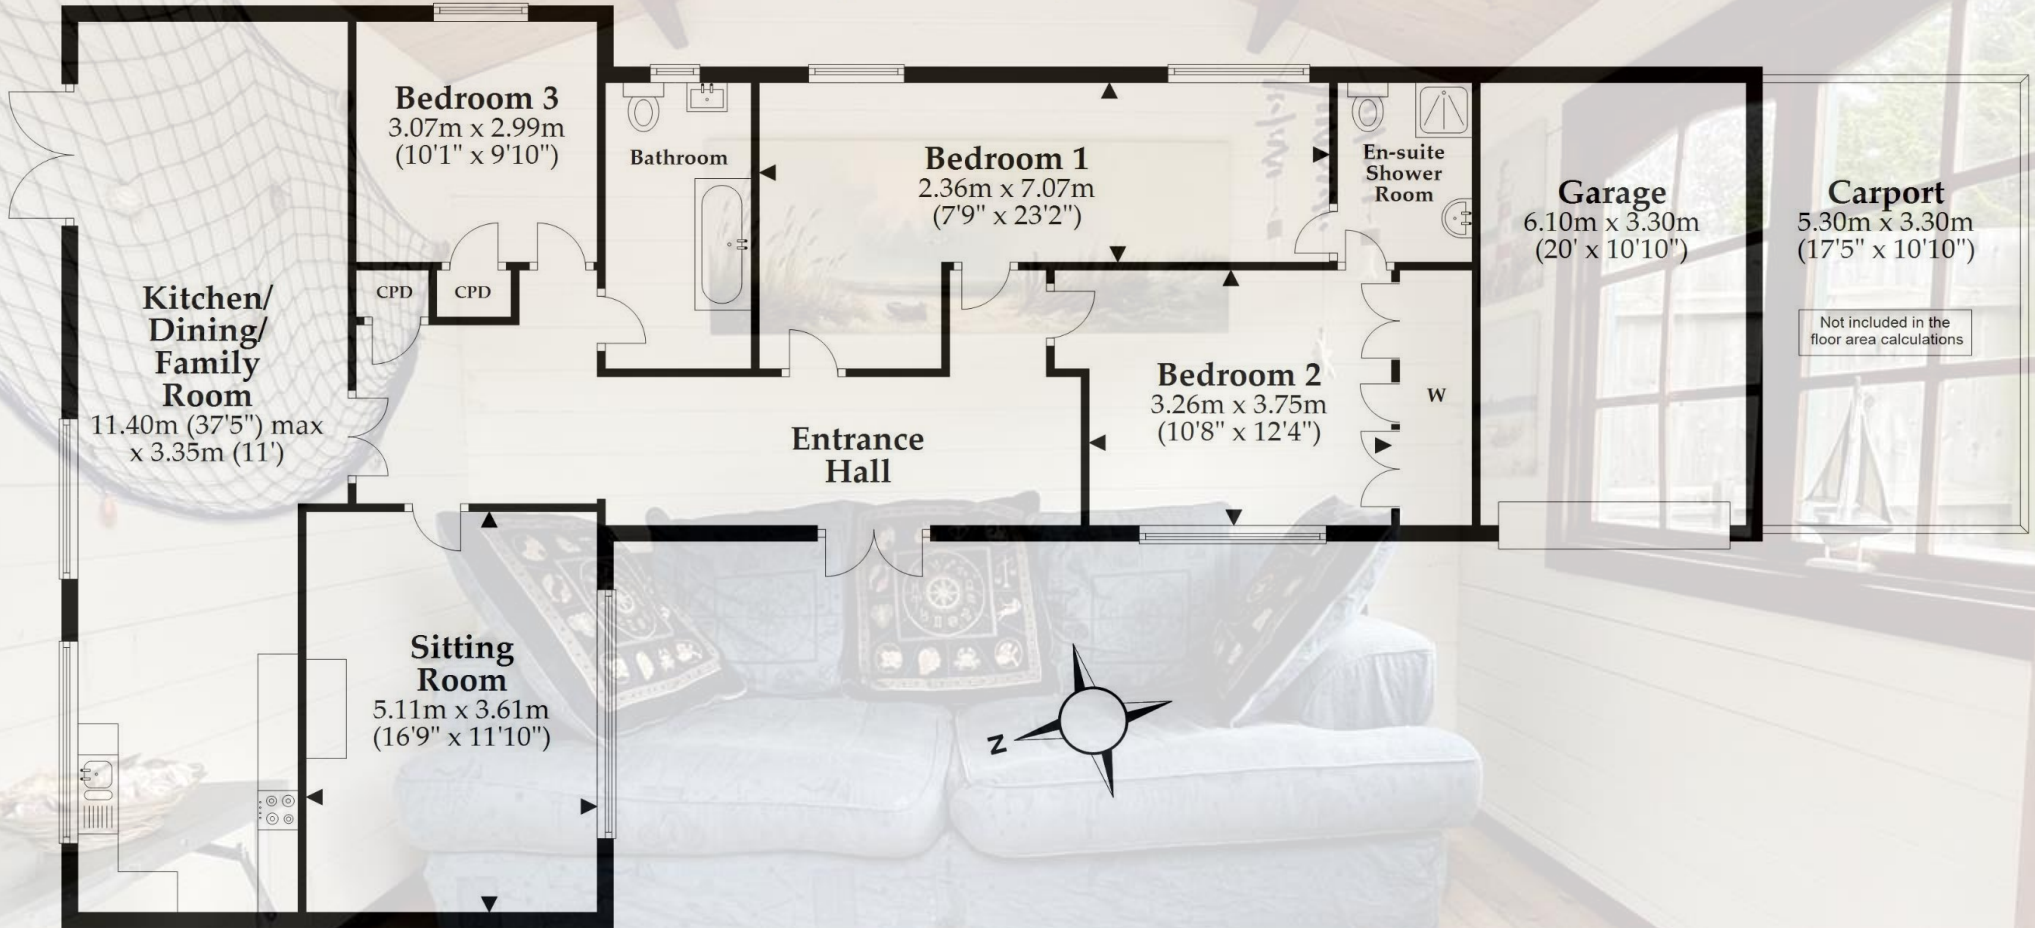 Bedroom 3
3.07m x 2.99m
(10'1" x 9'10")
Bathroom
Bedroom 1
2.36m x 7.07m
(7'9" x 23'2")
En-suite
Shower
Room
Garage
6.10m x 3.30m
(20' x 10'10")
Carport
5.30m x 3.30m
(17'5" x 10'10")
Not included in the
floor area calculations
CPD
CPD
Kitchen/
Dining/
Family
Room
11.40m (37'5") max
x 3.35m (11')
Entrance
Hall
Bedroom 2
3.26m x 3.75m
(10'8" x 12'4")
W
Sitting
Room
5.11m x 3.61m
(16'9" x 11'10")
N